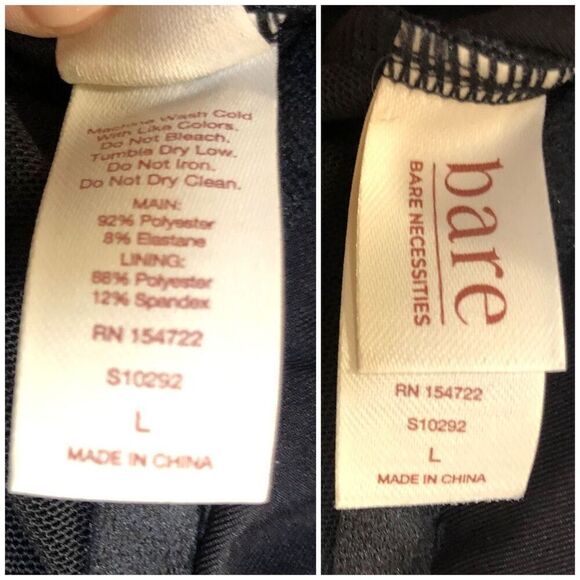 Machine Wash Cold
With Like Colors.
Do Not Bleach.
Tumble Dry Low.
Do Not Iron.
Do Not Dry Clean.
MAIN:
92% Polyester
8% Elastane
LINING:
88% Polyester
12% Spandex
RN 154722
S10292
L
MADE IN CHINA
bare
BARE NECESSITIES
RN 154722
S10292
L
MADE IN CHINA